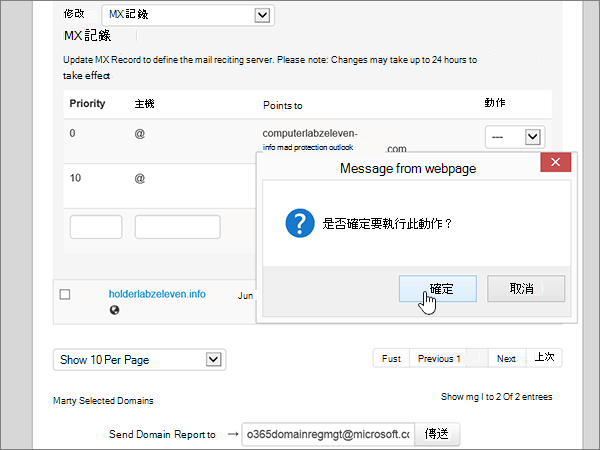 修改 MX 記錄
MX 記錄
Update MX Record to define the mail reciting server. Please note: Changes may take up to 24 hours to
take effect
Priority 主機 Points to 動作
0 @ computerlabzeleven- ---
info mad protection outlook .com
Message from webpage
10 @
是否確定要執行此動作？
確定 取消
holderlabzeleven.info Jun
Show 10 Per Page Fust Previous 1 Next 上次
Marty Selected Domains Show mg I to 2 Of 2 entrees
Send Domain Report to → o365domainregmgt@microsoft.cc 傳送